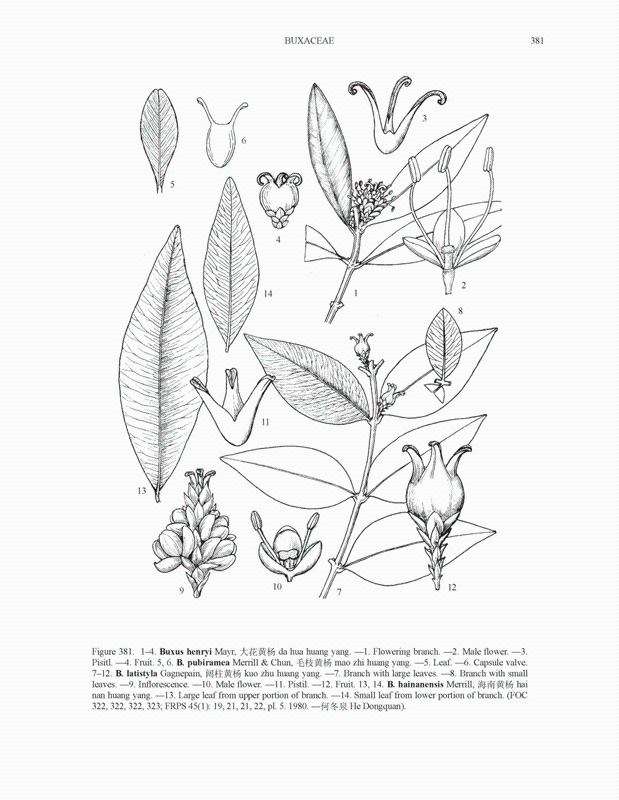 BUXACEAE 381
6
3
5
4
14
1
2
8
11
13
9
10
7
12
Figure 381. 1–4. Buxus henryi Mayr, 大花黄杨 da hua huang yang. —1. Flowering branch. —2. Male flower. —3.
Pisitl. —4. Fruit. 5, 6. B. pubiramea Merrill & Chun, 毛枝黄杨 mao zhi huang yang. —5. Leaf. —6. Capsule valve.
7–12. B. latistyla Gagnepain, 阔柱黄杨 kuo zhu huang yang. —7. Branch with large leaves. —8. Branch with small
leaves. —9. Inflorescence. —10. Male flower. —11. Pistil. —12. Fruit. 13, 14. B. hainanensis Merrill, 海南黄杨 hai
nan huang yang. —13. Large leaf from upper portion of branch. —14. Small leaf from lower portion of branch. (FOC
322, 322, 322, 323; FRPS 45(1): 19, 21, 21, 22, pl. 5. 1980. —何冬泉 He Dongquan).